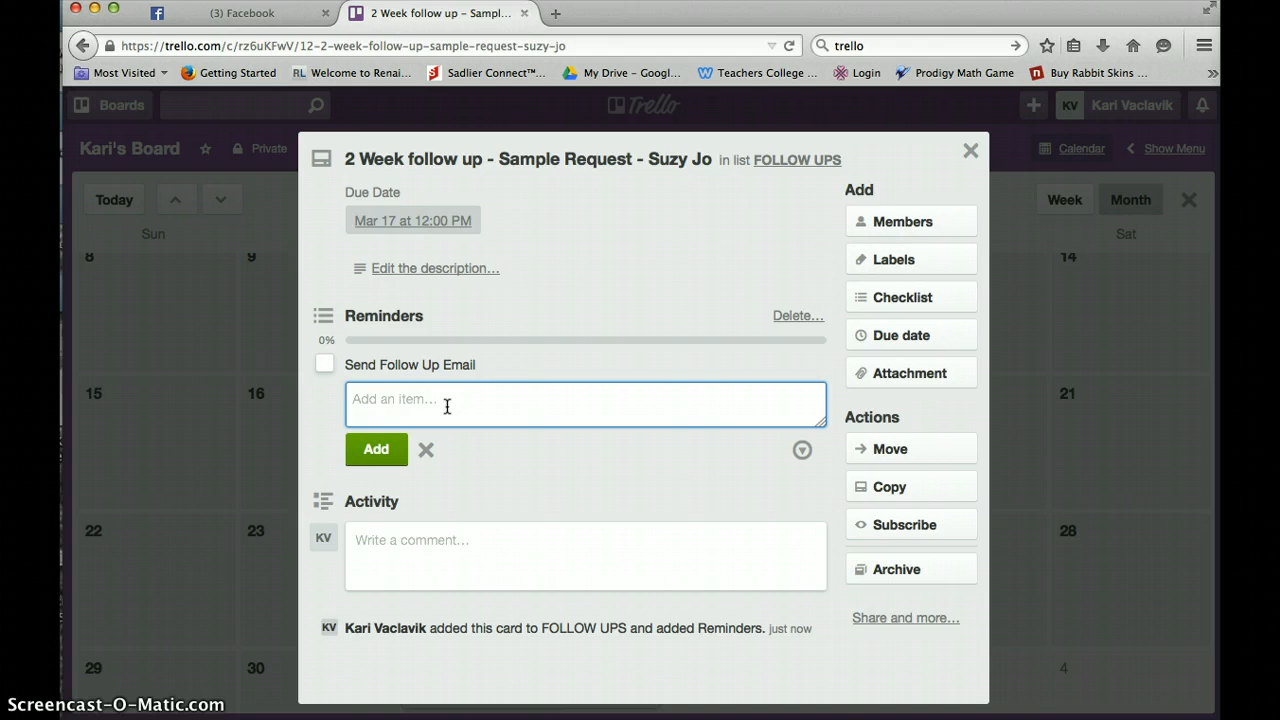 (3) Facebook
2 Week follow up – Sampl...
https://trello.com/c/rz6uKFwV/12-2-week-follow-up-sample-request-suzy-jo
trello
Most Visited
Getting Started
Welcome to Renai...
Sadlier Connect™...
My Drive – Googl...
Teachers College ...
Login
Prodigy Math Game
Buy Rabbit Skins ...
Boards
Trello
KV
Kari Vaclavik
Kari's Board
Private
Calendar
Show Menu
Today
Week
Month
Sun
Sat
8
9
14
15
16
21
22
23
28
29
30
4
2 Week follow up - Sample Request - Suzy Jo in list FOLLOW UPS
Due Date
Mar 17 at 12:00 PM
Edit the description...
Reminders
Delete...
0%
Send Follow Up Email
Add an item...
Add
Activity
KV
Write a comment...
KV Kari Vaclavik added this card to FOLLOW UPS and added Reminders. just now
Add
Members
Labels
Checklist
Due date
Attachment
Actions
Move
Copy
Subscribe
Archive
Share and more...
Screencast-O-Matic.com